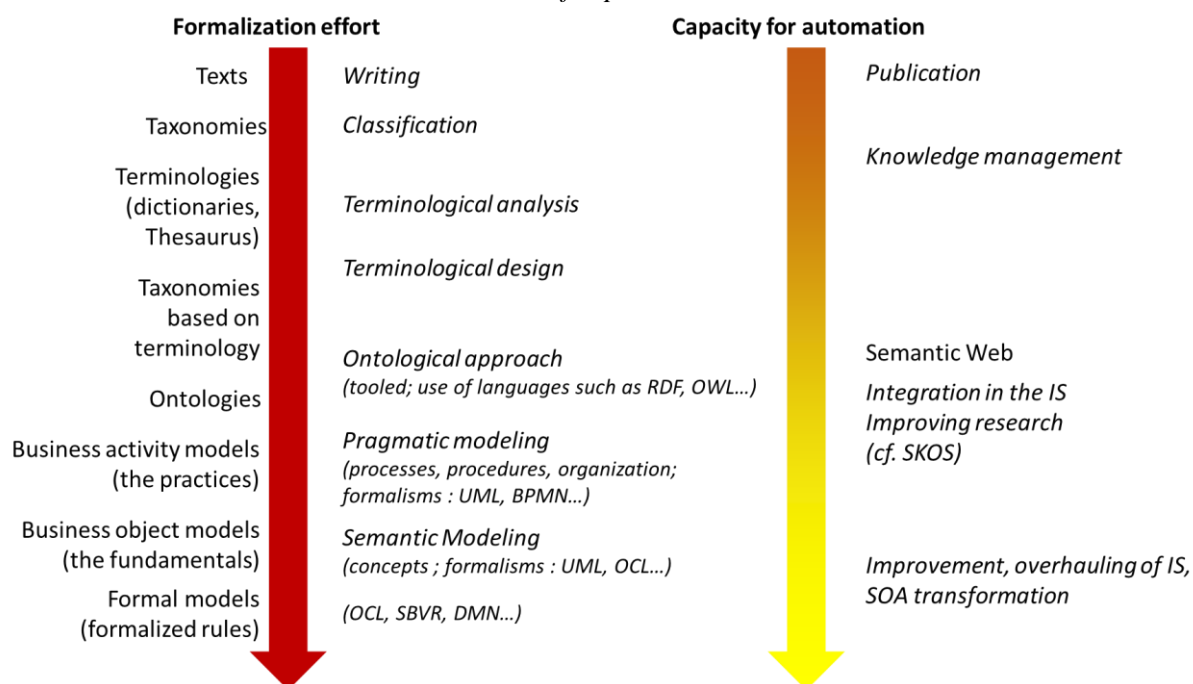 Formalization effort
Capacity for automation
Texts
Writing
Publication
Taxonomies
Classification
Knowledge management
Terminologies
(dictionaries,
Thesaurus)
Terminological analysis
Terminological design
Taxonomies
based on
terminology
Ontological approach
(tooled; use of languages such as RDF, OWL...)
Semantic Web
Ontologies
Integration in the IS
Improving research
(cf. SKOS)
Business activity models
(the practices)
Pragmatic modeling
(processes, procedures, organization;
formalisms : UML, BPMN...)
Business object models
(the fundamentals)
Semantic Modeling
(concepts ; formalisms : UML, OCL...)
Improvement, overhauling of IS,
SOA transformation
Formal models
(formalized rules)
(OCL, SBVR, DMN...)